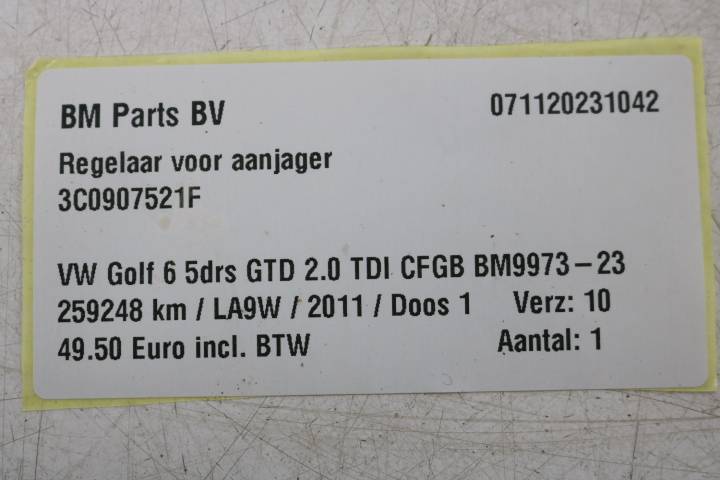 BM Parts BV 071120231042
Regelaar voor aanjager
3C0907521F
VW Golf 6 5drs GTD 2.0 TDI CFGB BM9973-23
259248 km / LA9W / 2011 / Doos 1 Verz: 10
49.50 Euro incl. BTW Aantal: 1